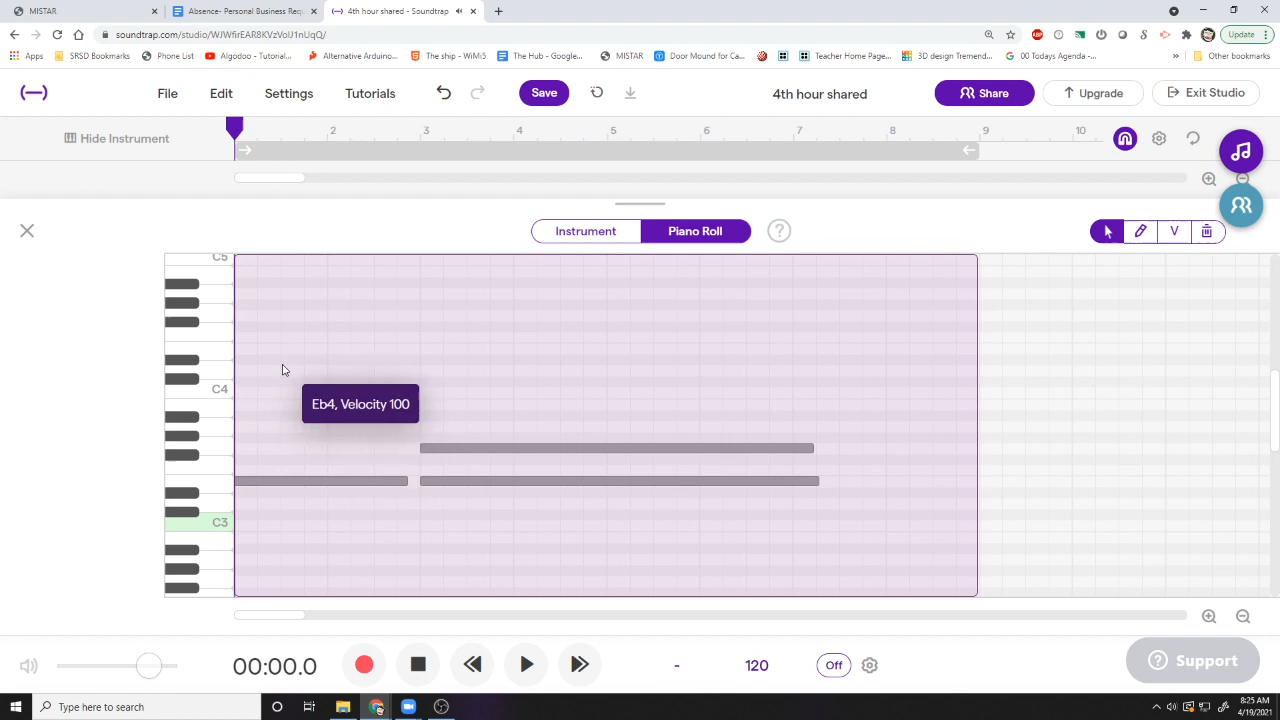 MISTAR
Absence- Personal Business Requ
4th hour shared - Soundtrap
soundtrap.com/studio/WJWfirEAR8KVzVolJ1nUqQ/
Update
Apps
SRSD Bookmarks
Phone List
Algodoo - Tutorial...
Alternative Arduino...
The ship - WiMi5
The Hub - Google...
MISTAR
Door Mound for Ca...
Teacher Home Page...
3D design Tremend...
00 Todays Agenda -...
»
Other bookmarks
File
Edit
Settings
Tutorials
Save
4th hour shared
Share
Upgrade
Exit Studio
Hide Instrument
2 3 4 5 6 7 8 9 10
Instrument
Piano Roll
?
V
C5
C4
Eb4, Velocity 100
C3
00:00.0
-
120
Off
? Support
Type here to search
8:25 AM
4/19/2021